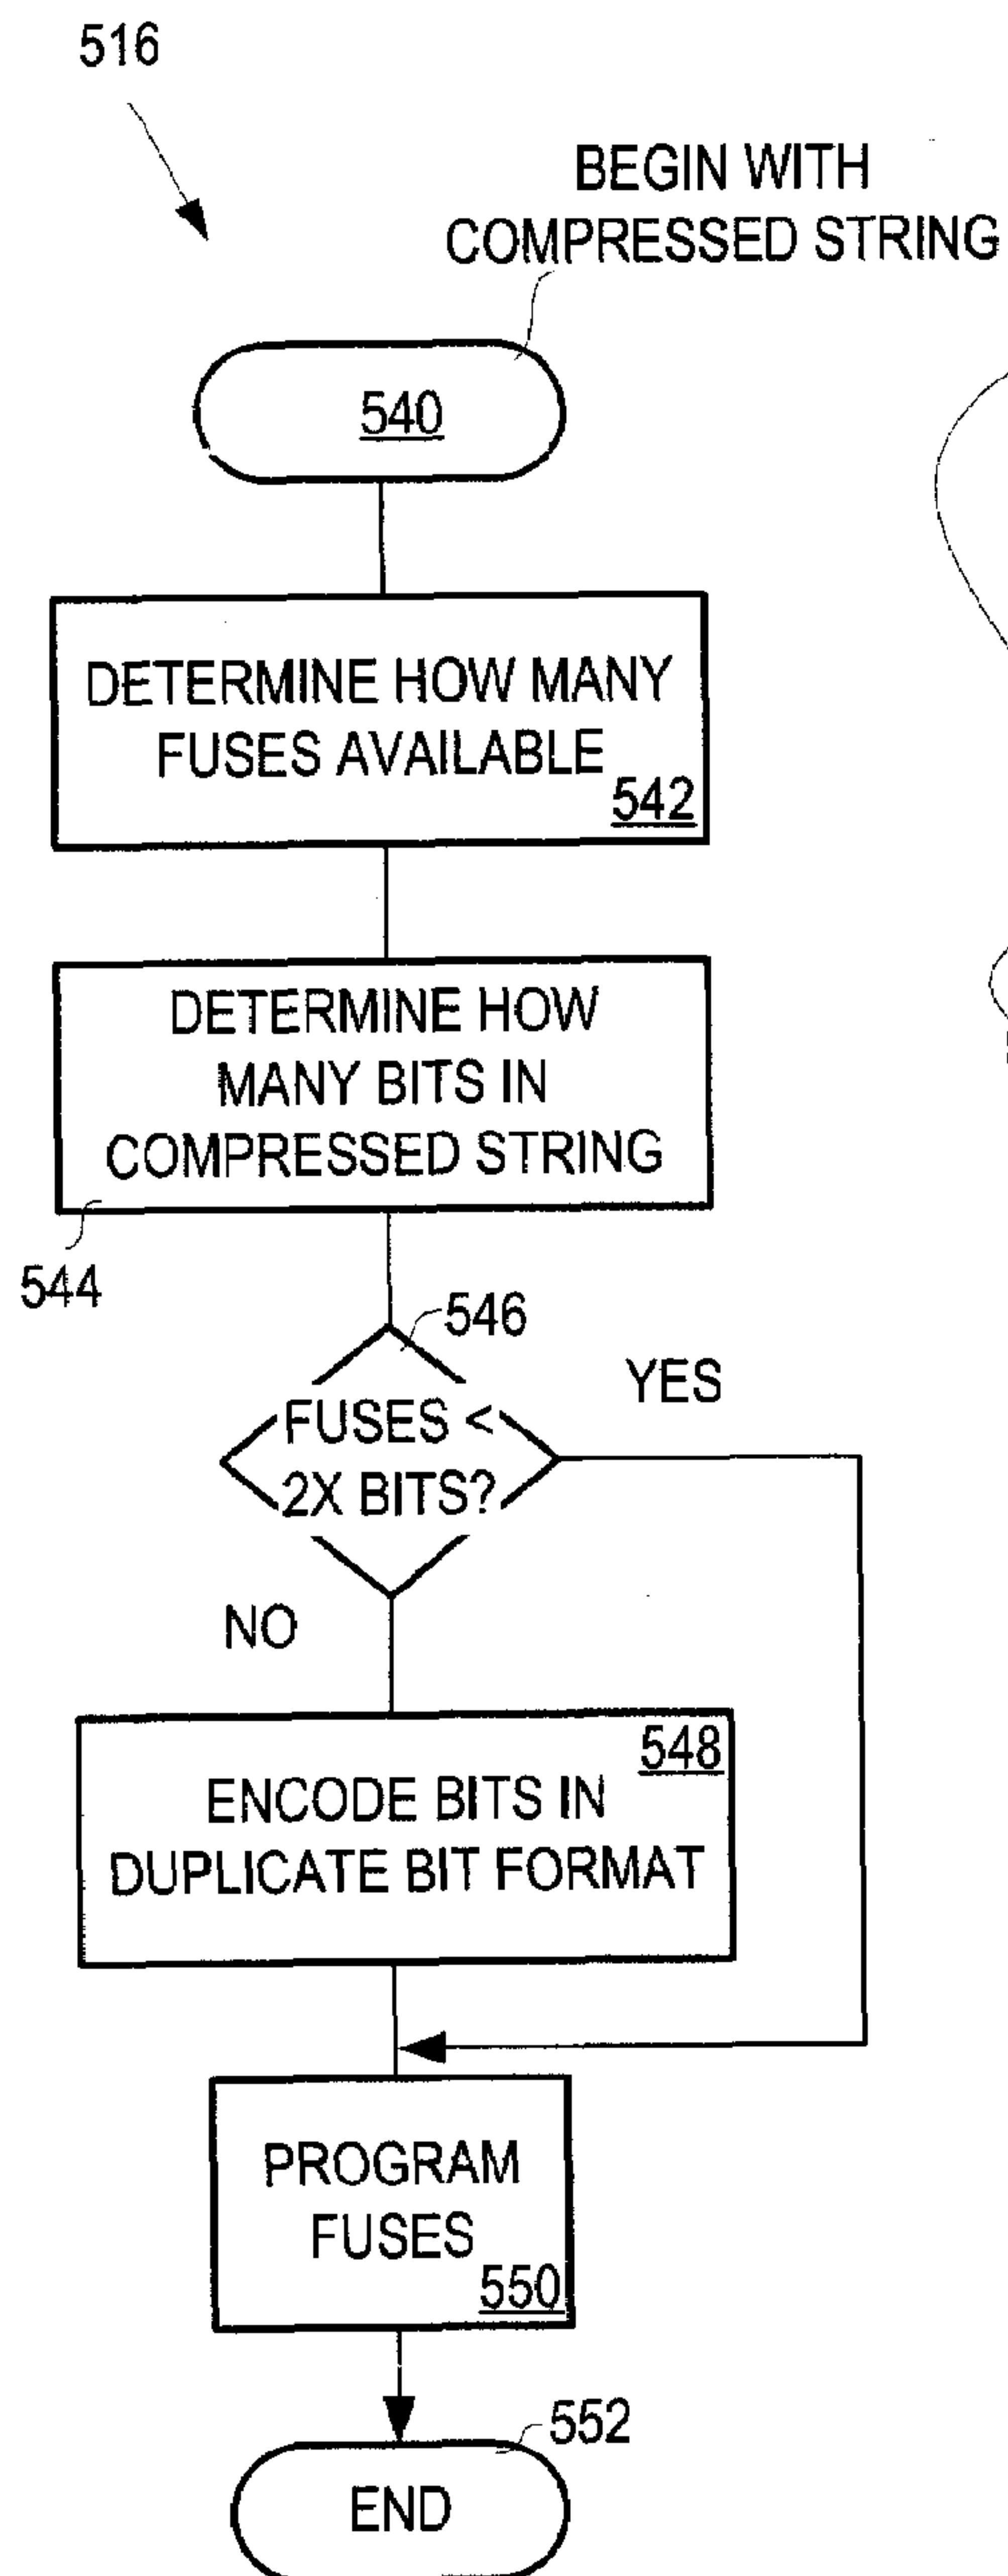 516
BEGIN WITH
COMPRESSED STRING
540
DETERMINE HOW MANY
FUSES AVAILABLE
542
DETERMINE HOW
MANY BITS IN
COMPRESSED STRING
544
546
FUSES <
2X BITS?
YES
NO
548
ENCODE BITS IN
DUPLICATE BIT FORMAT
PROGRAM
FUSES
550
552
END